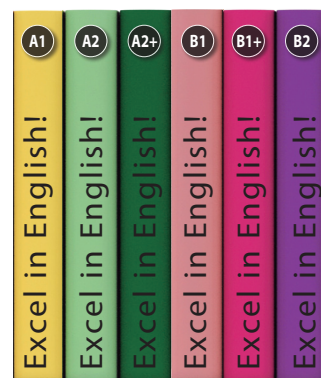 A1
Excel in English!
A2
Excel in English!
A2+
Excel in English!
B1
Excel in English!
B1+
Excel in English!
B2
Excel in English!